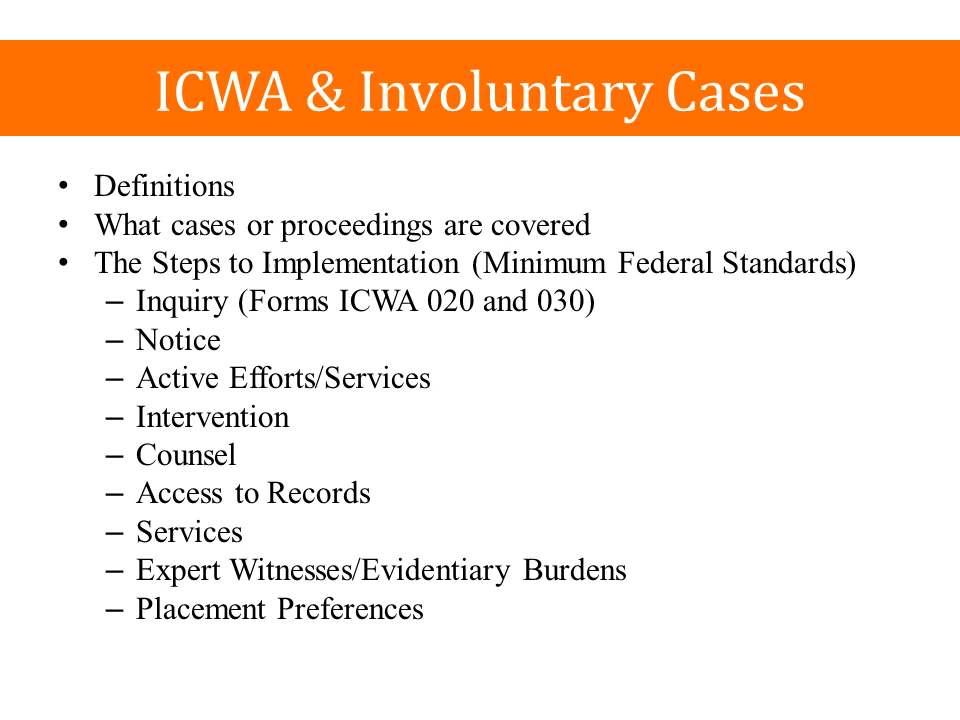 ICWA & Involuntary Cases
• Definitions
• What cases or proceedings are covered
• The Steps to Implementation (Minimum Federal Standards)
– Inquiry (Forms ICWA 020 and 030)
– Notice
– Active Efforts/Services
– Intervention
– Counsel
– Access to Records
– Services
– Expert Witnesses/Evidentiary Burdens
– Placement Preferences